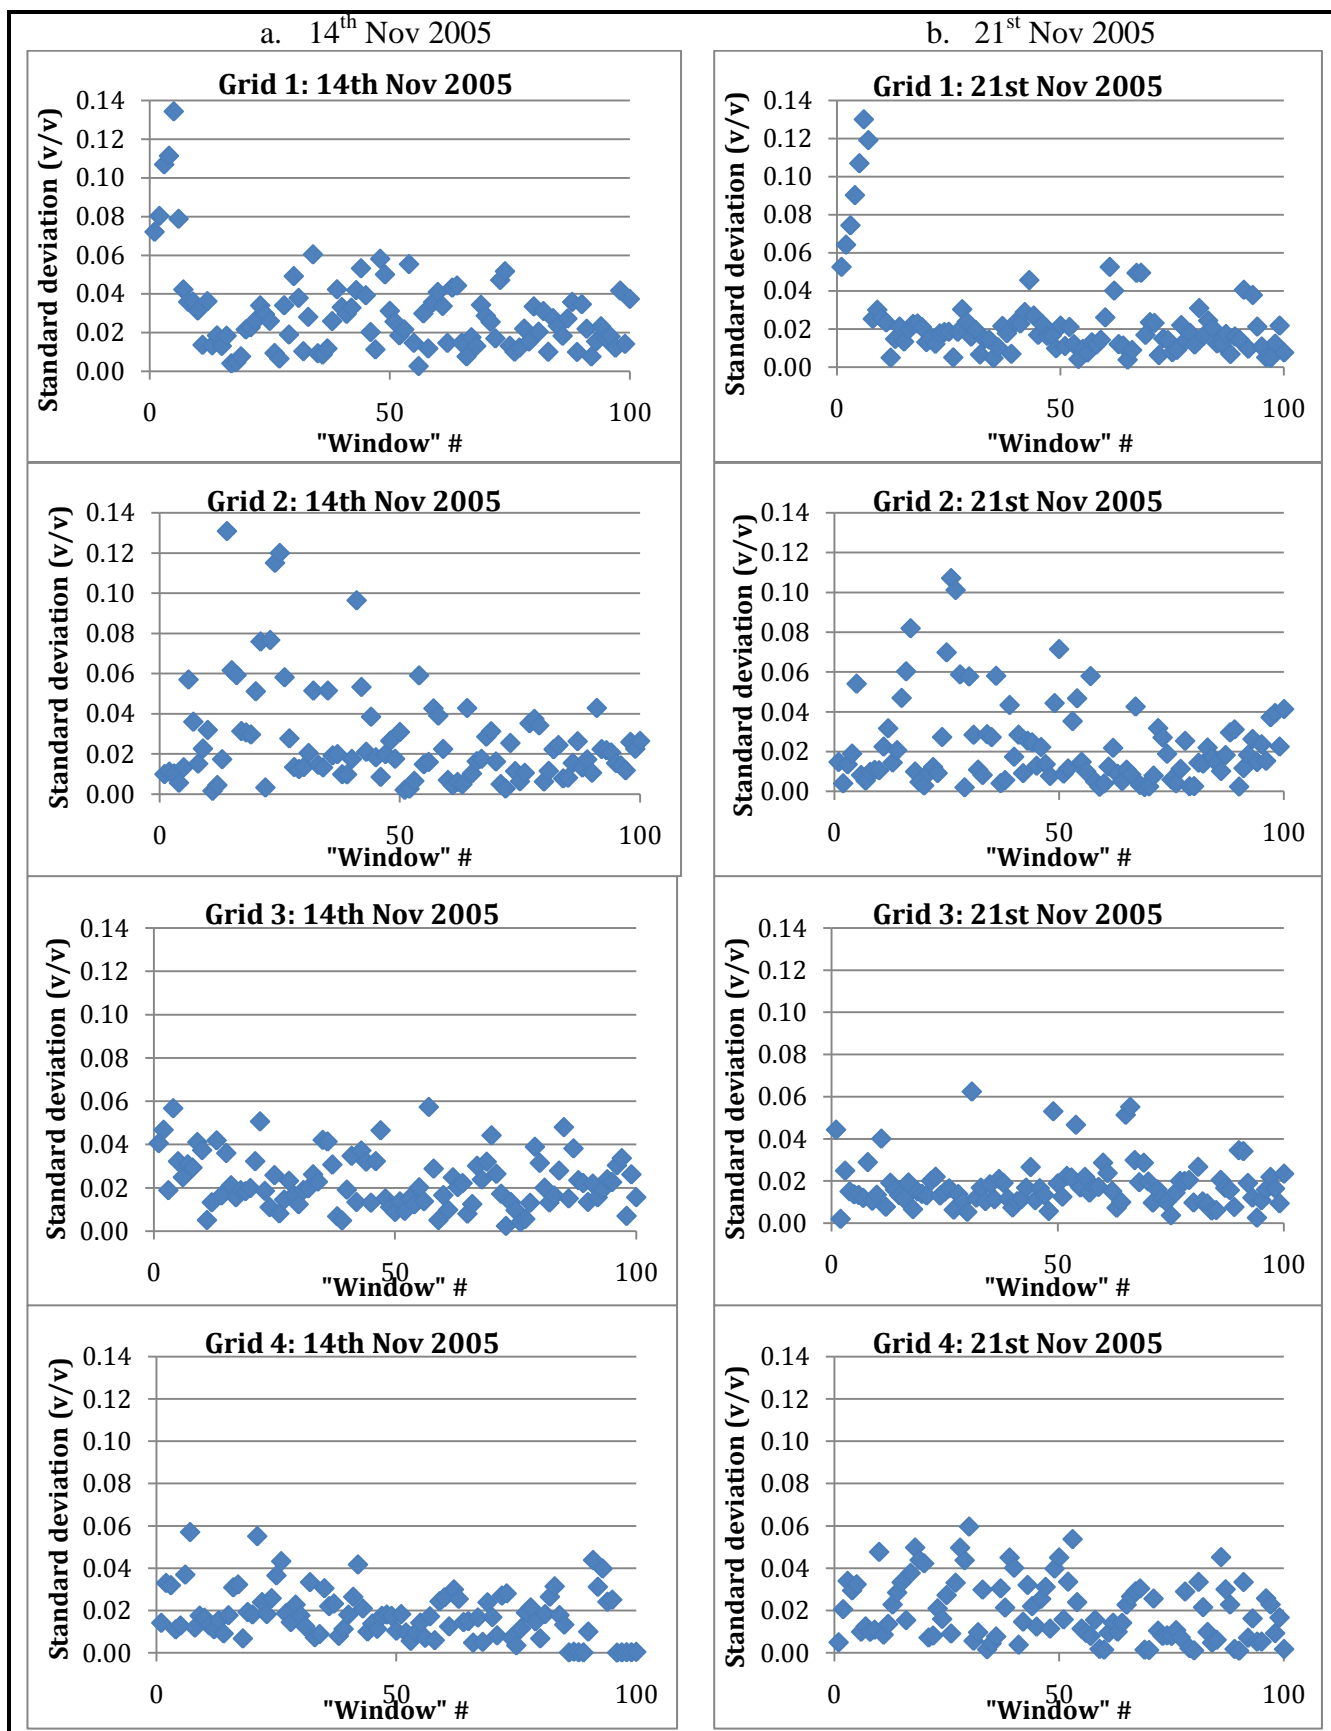 a. 14th Nov 2005
b. 21st Nov 2005
Grid 1: 14th Nov 2005
Standard deviation (v/v)
0.14
0.12
0.10
0.08
0.06
0.04
0.02
0.00
0 50 100
"Window" #
Grid 1: 21st Nov 2005
Standard deviation (v/v)
0.14
0.12
0.10
0.08
0.06
0.04
0.02
0.00
0 50 100
"Window" #
Grid 2: 14th Nov 2005
Standard deviation (v/v)
0.14
0.12
0.10
0.08
0.06
0.04
0.02
0.00
0 50 100
"Window" #
Grid 2: 21st Nov 2005
Standard deviation (v/v)
0.14
0.12
0.10
0.08
0.06
0.04
0.02
0.00
0 50 100
"Window" #
Grid 3: 14th Nov 2005
Standard deviation (v/v)
0.14
0.12
0.10
0.08
0.06
0.04
0.02
0.00
0 50 100
"Window" #
Grid 3: 21st Nov 2005
Standard deviation (v/v)
0.14
0.12
0.10
0.08
0.06
0.04
0.02
0.00
0 50 100
"Window" #
Grid 4: 14th Nov 2005
Standard deviation (v/v)
0.14
0.12
0.10
0.08
0.06
0.04
0.02
0.00
0 50 100
"Window" #
Grid 4: 21st Nov 2005
Standard deviation (v/v)
0.14
0.12
0.10
0.08
0.06
0.04
0.02
0.00
0 50 100
"Window" #